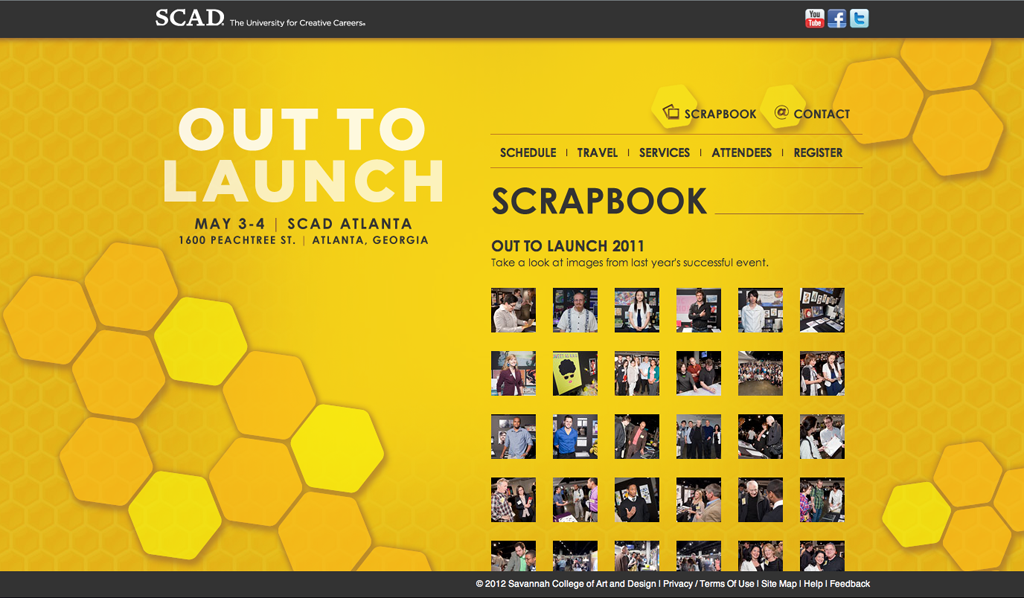 SCAD. The University for Creative Careers®
You Tube
OUT TO
LAUNCH
MAY 3-4 | SCAD ATLANTA
1600 PEACHTREE ST. | ATLANTA, GEORGIA
SCRAPBOOK @ CONTACT
SCHEDULE | TRAVEL | SERVICES | ATTENDEES | REGISTER
SCRAPBOOK
OUT TO LAUNCH 2011
Take a look at images from last year's successful event.
© 2012 Savannah College of Art and Design | Privacy / Terms Of Use | Site Map | Help | Feedback